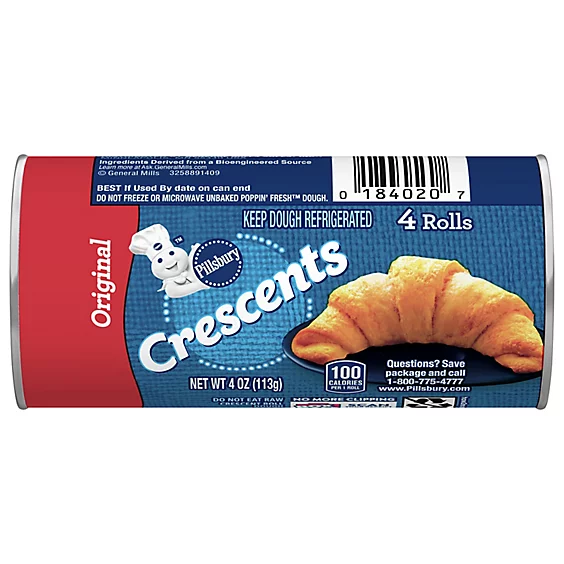 Ingredients Derived from a Bioengineered Source
Learn more at Ask.GeneralMills.com
© General Mills 3258891409
BEST If Used By date on can end
DO NOT FREEZE OR MICROWAVE UNBAKED POPPIN' FRESH™ DOUGH.
0 184020 7
KEEP DOUGH REFRIGERATED
4 Rolls
Original
™
Pillsbury
Crescents
NET WT 4 OZ (113g)
100
CALORIES
PER 1 ROLL
Questions? Save
package and call
1-800-775-4777
www.Pillsbury.com
DO NOT EAT RAW
CRESCENT ROLL
NO MORE CLIPPING